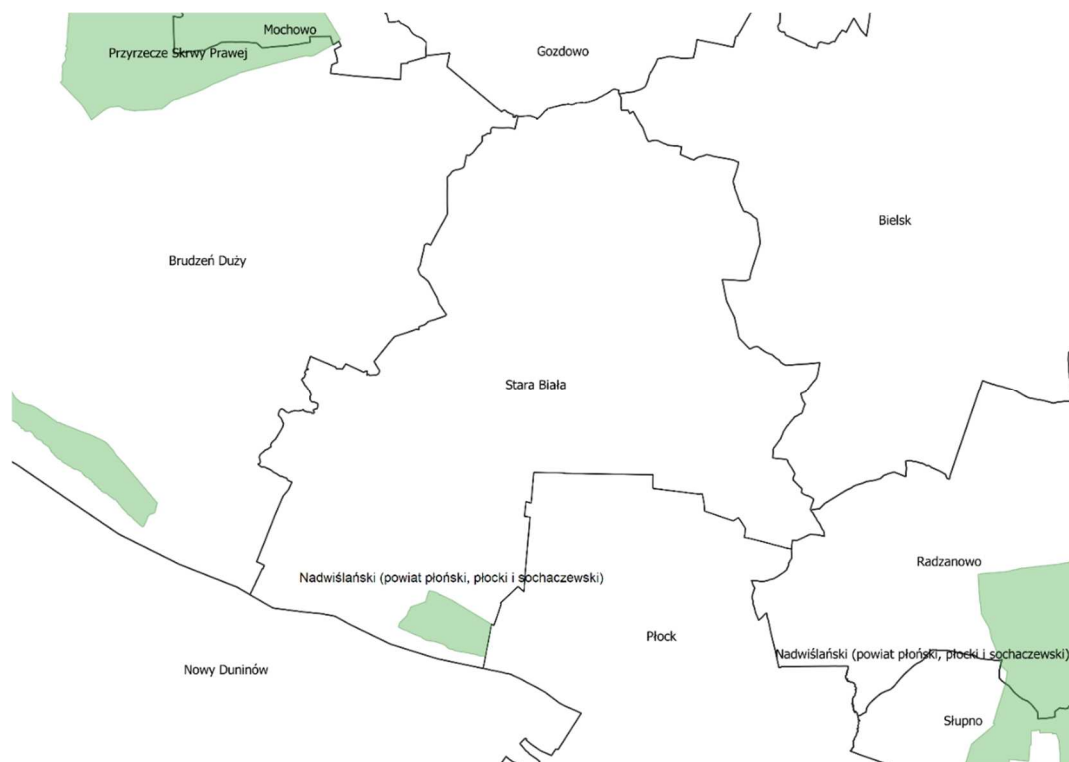 Mochowo
Gozdowo
Przyrzecze Skrwy Prawej
Bielsk
Brudzeń Duży
Stara Biała
Radzanowo
Nadwiślański (powiat płoński, płocki i sochaczewski)
Płock
Nadwiślański (powiat płoński, płocki i sochaczewski)
Nowy Duninów
Słupno